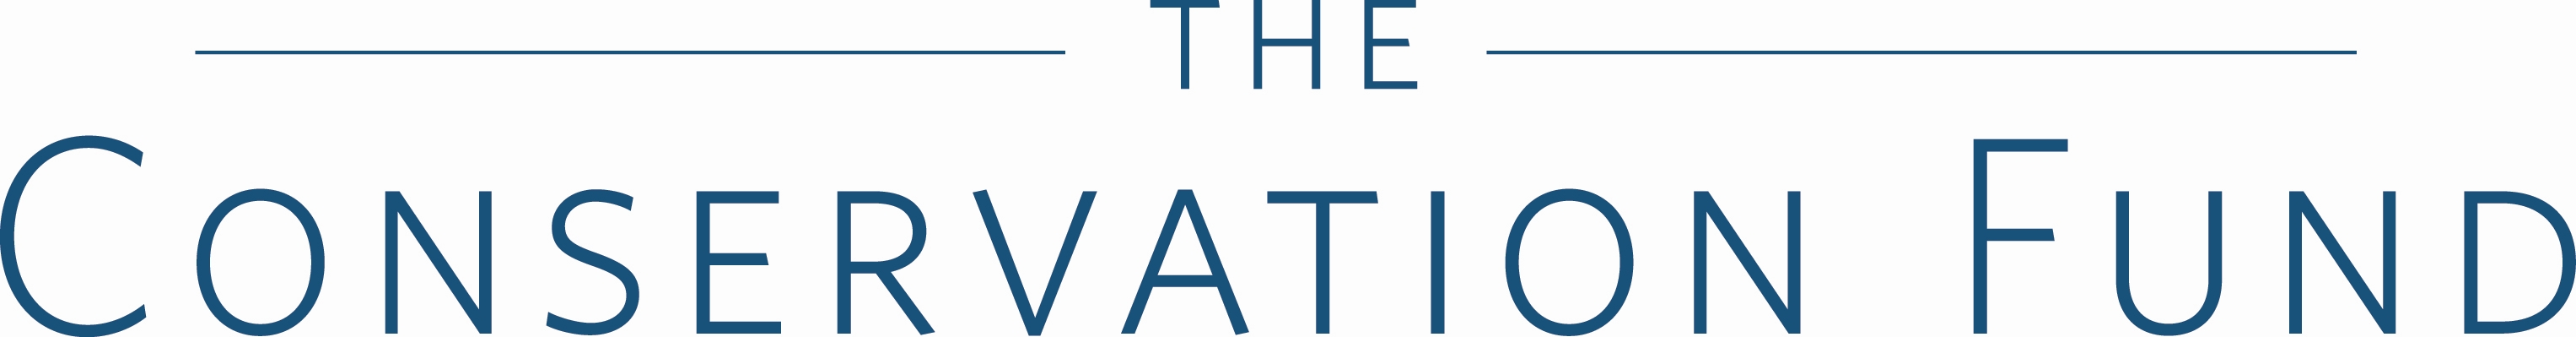 THE
CONSERVATION FUND